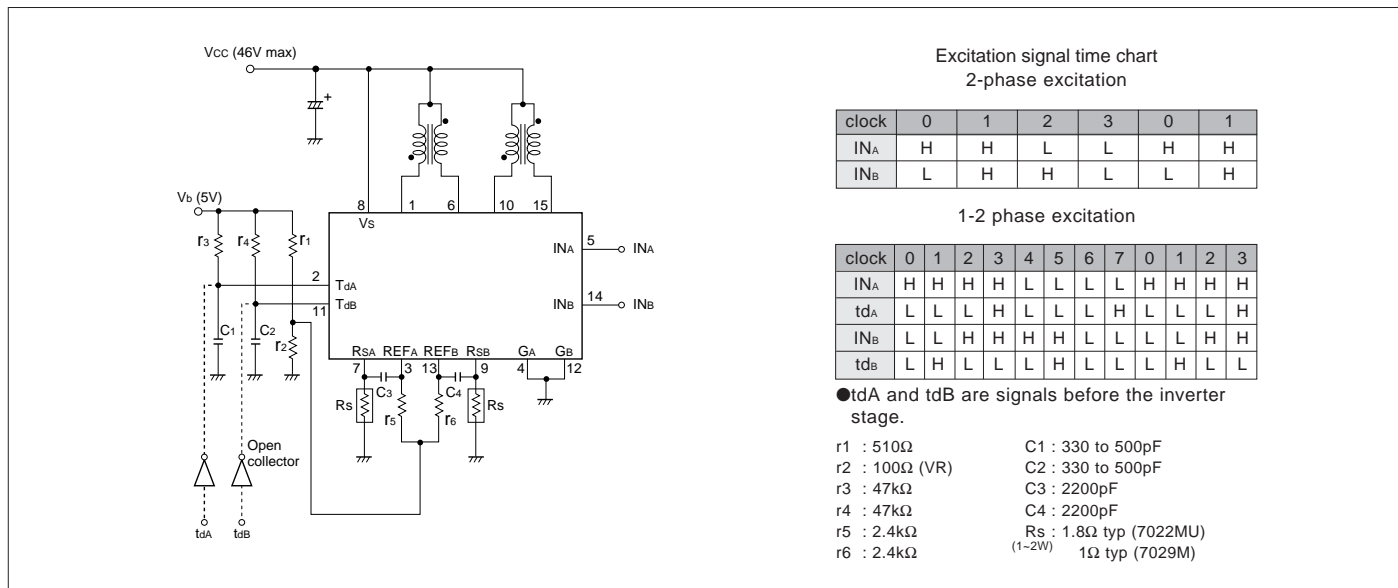 Vcc (46V max)
+
Vb (5V)
r3
r4
r1
8
1
6
10
15
Vs
5
INA
INA
2
TdA
14
INB
INB
TdB
11
C1
C2
r2
RSA
REFA
REFB
RSB
GA
GB
7
3
13
9
4
12
C3
C4
Rs
r5
r6
Rs
Open
collector
tdA
tdB
Excitation signal time chart
2-phase excitation
clock 0 1 2 3 0 1
INA H H L L H H
INB L H H L L H
1-2 phase excitation
clock 0 1 2 3 4 5 6 7 0 1 2 3
INA H H H H L L L L H H H H
tdA L L L H L L L H L L L H
INB L L H H H H L L L L H H
tdB L H L L L H L L L H L L
●tdA and tdB are signals before the inverter
stage.
r1 : 510Ω
r2 : 100Ω (VR)
r3 : 47kΩ
r4 : 47kΩ
r5 : 2.4kΩ
r6 : 2.4kΩ
C1 : 330 to 500pF
C2 : 330 to 500pF
C3 : 2200pF
C4 : 2200pF
Rs : 1.8Ω typ (7022MU)
(1~2W) 1Ω typ (7029M)